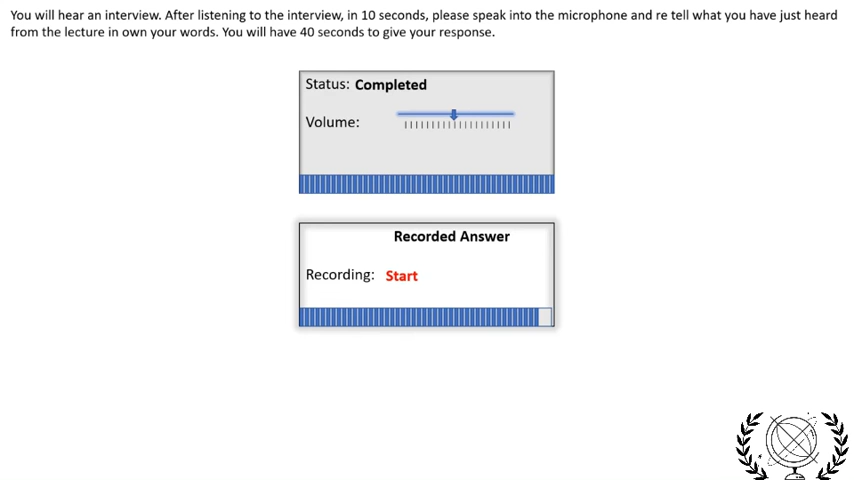 You will hear an interview. After listening to the interview, in 10 seconds, please speak into the microphone and re tell what you have just heard
from the lecture in own your words. You will have 40 seconds to give your response.
Status: Completed
Volume:
Recorded Answer
Recording: Start